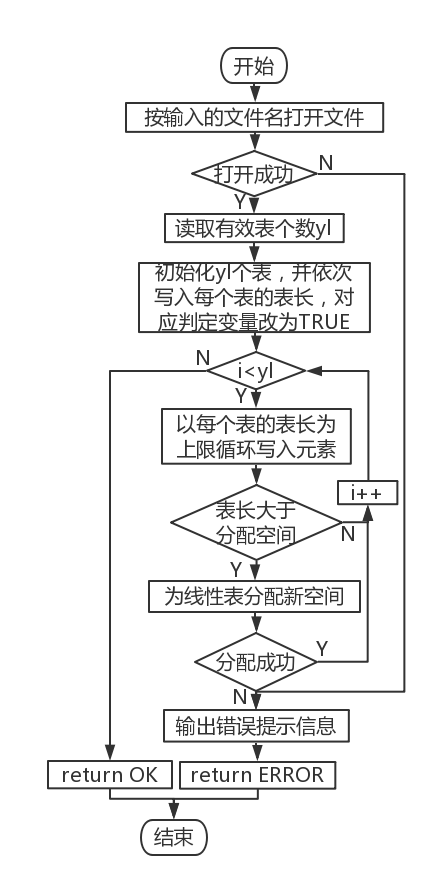 开始
按输入的文件名打开文件
打开成功
N
Y
读取有效表个数yl
初始化yl个表，并依次
写入每个表的表长，对
应判定变量改为TRUE
N
i<yl
Y
以每个表的表长为
上限循环写入元素
i++
表长大于
分配空间
N
Y
为线性表分配新空间
Y
分配成功
N
输出错误提示信息
return OK
return ERROR
结束